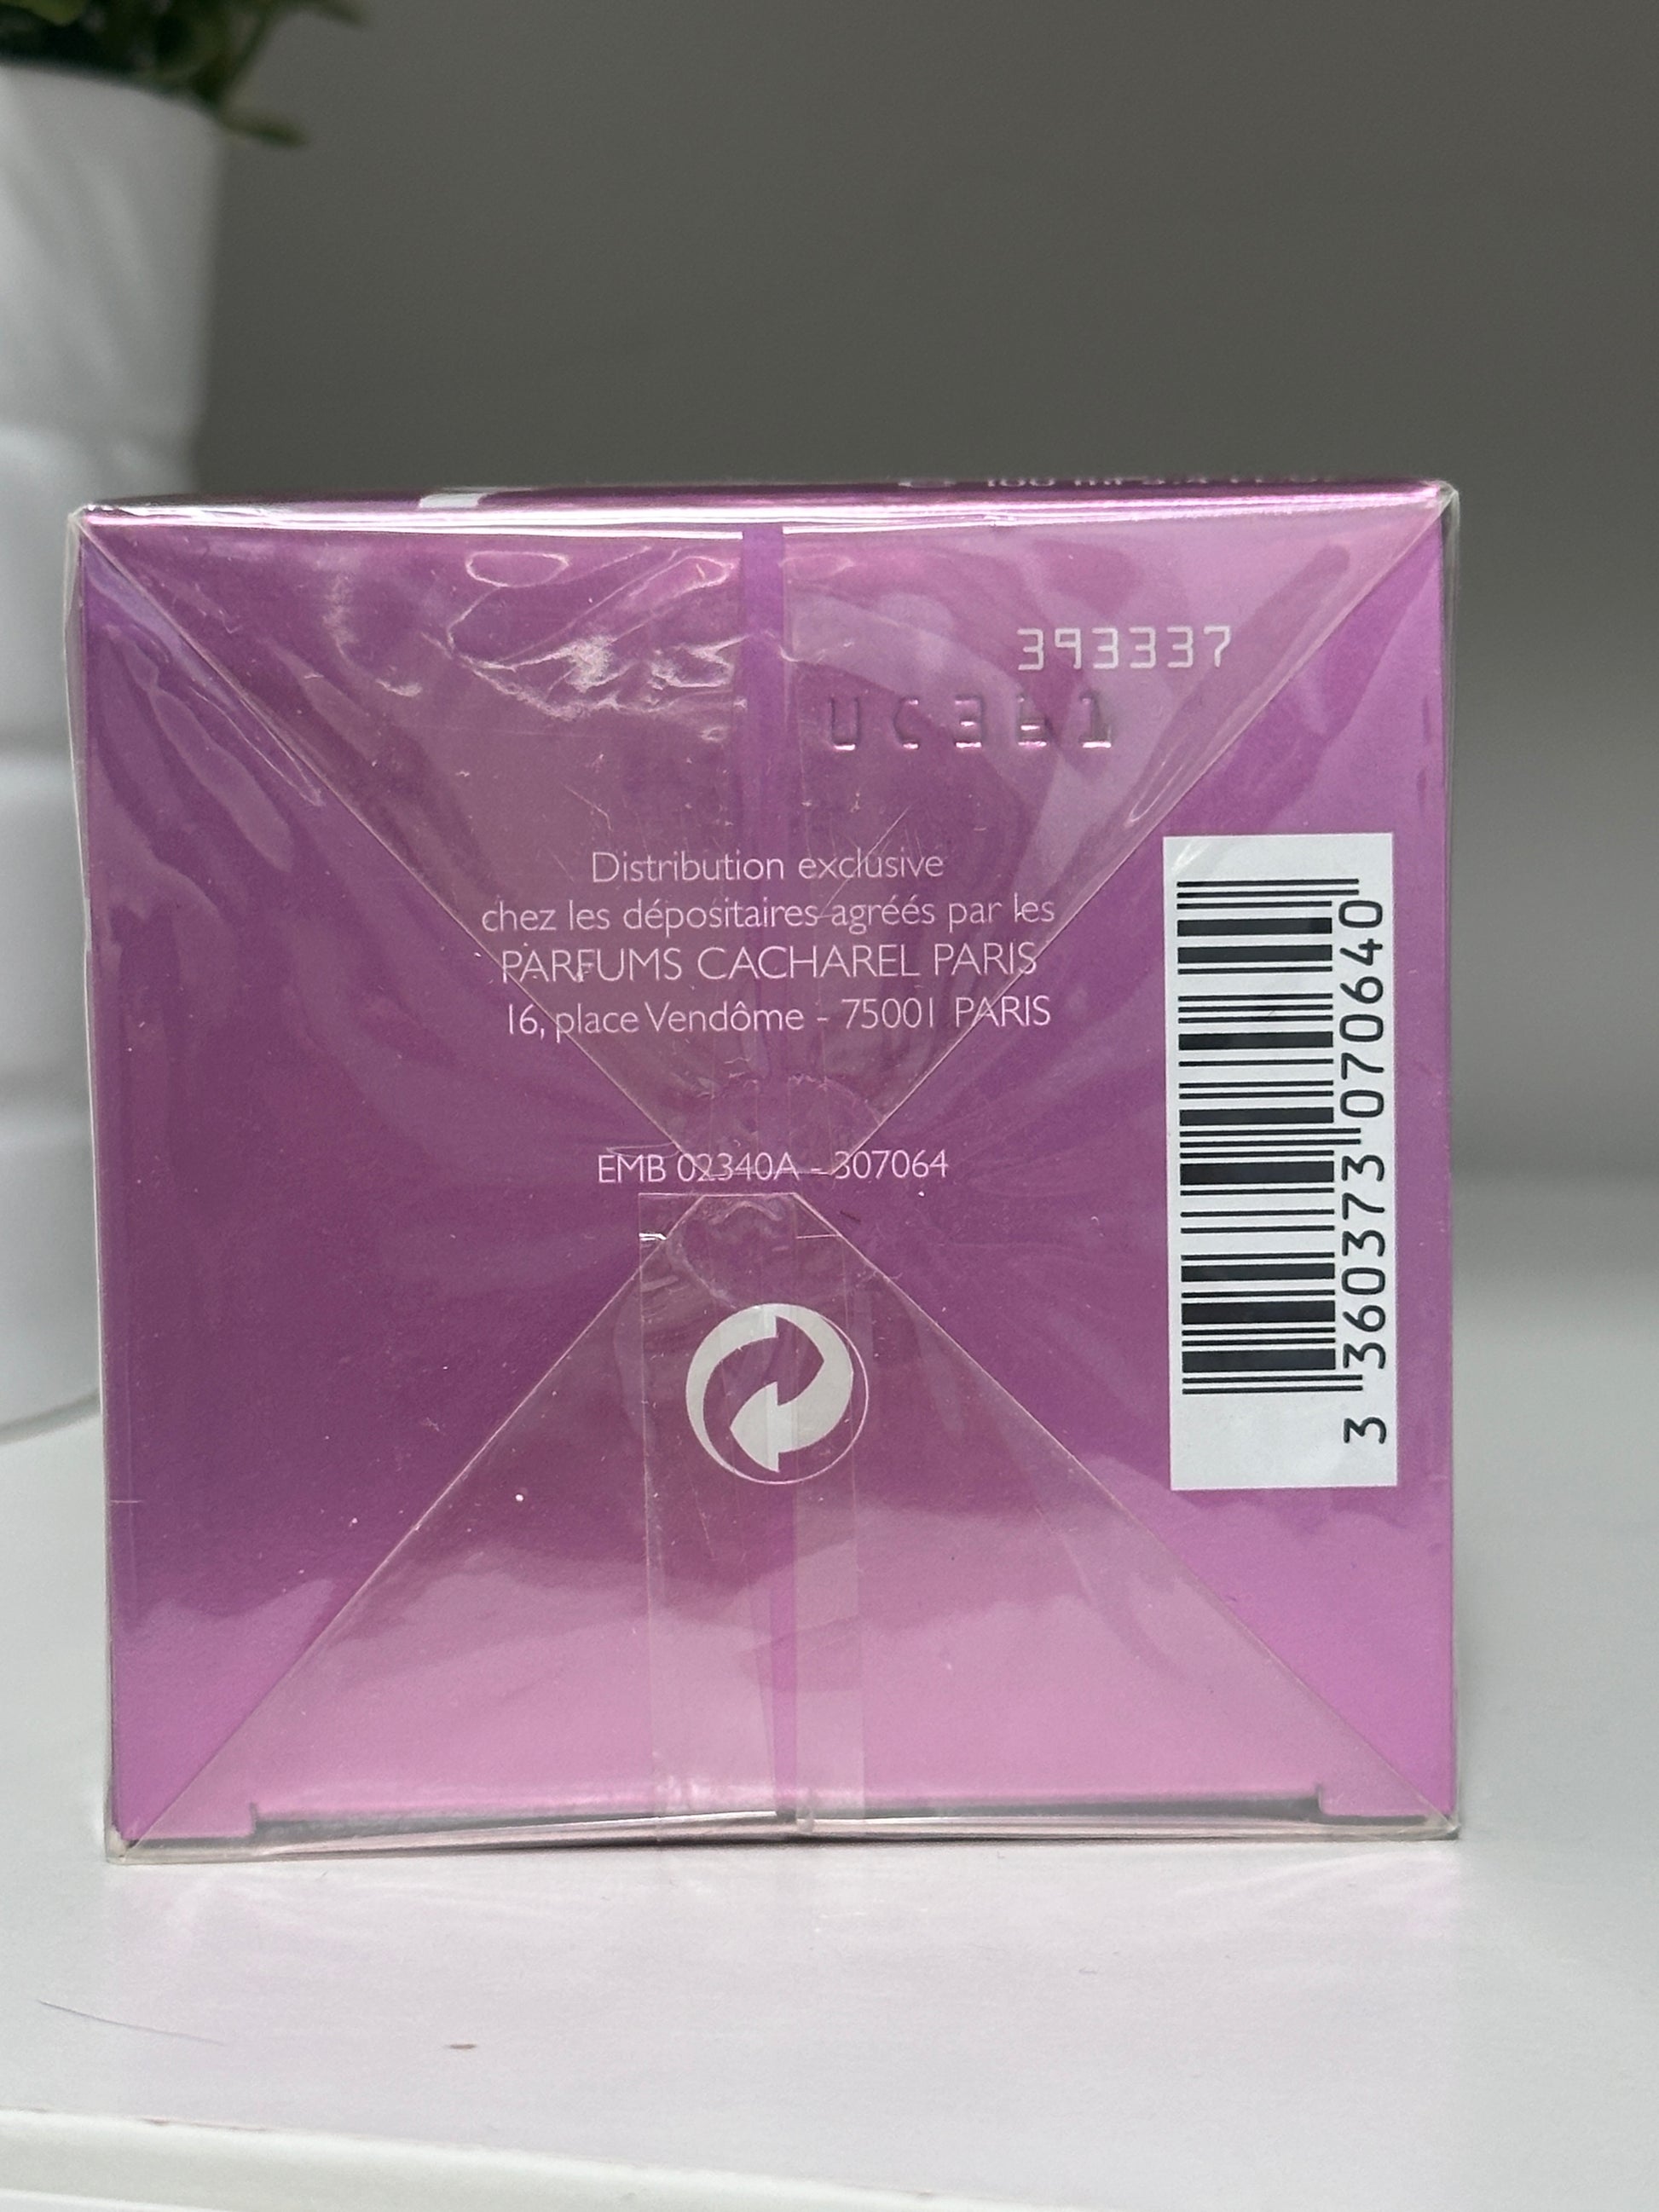 393337
Distribution exclusive
chez les dépositaires agréés par les
PARFUMS CACHAREL PARIS
16, place Vendôme - 75001 PARIS
EMB 02340A - 307064
3 360373 070640